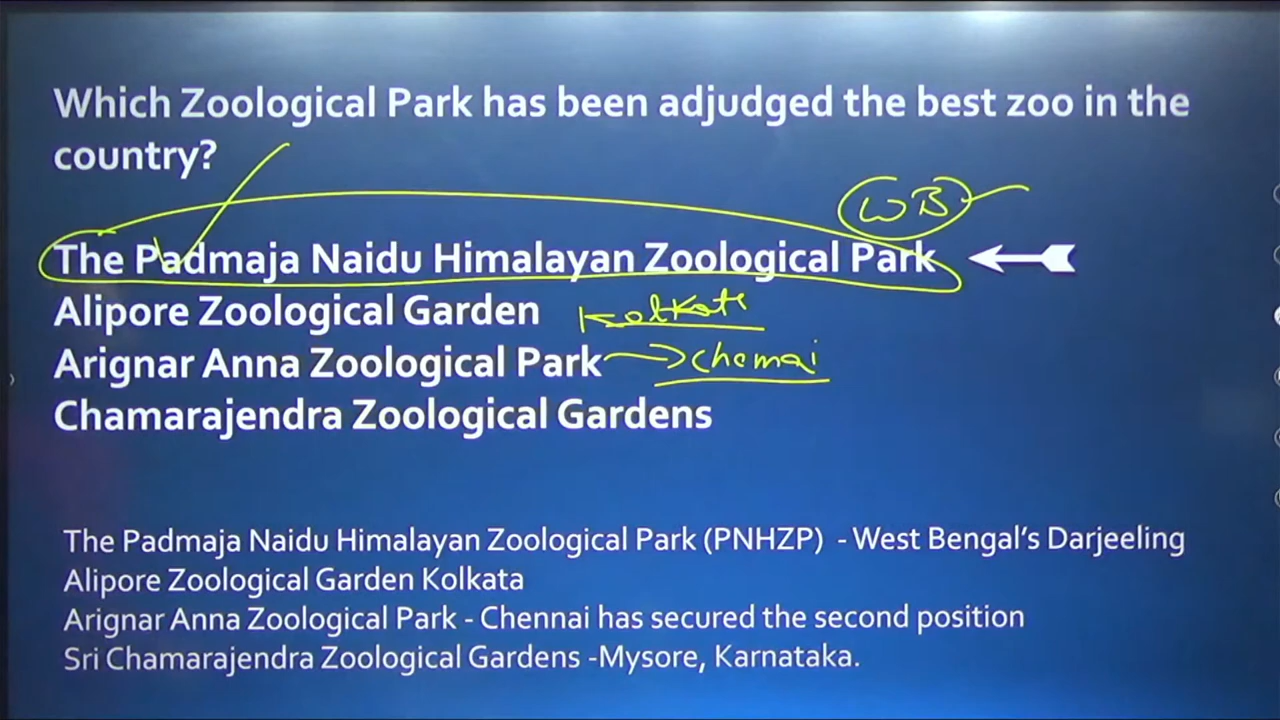 Which Zoological Park has been adjudged the best zoo in the
country?
WB
The Padmaja Naidu Himalayan Zoological Park
Alipore Zoological Garden Kolkata
Arignar Anna Zoological Park Chennai
Chamarajendra Zoological Gardens
The Padmaja Naidu Himalayan Zoological Park (PNHZP) - West Bengal's Darjeeling
Alipore Zoological Garden Kolkata
Arignar Anna Zoological Park - Chennai has secured the second position
Sri Chamarajendra Zoological Gardens -Mysore, Karnataka.